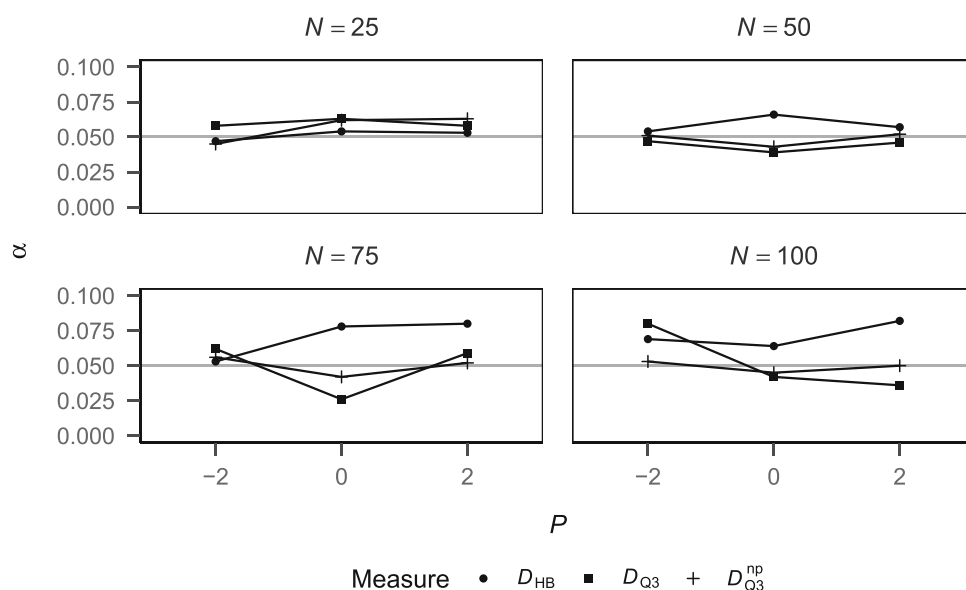 N = 25
N = 50
0.100
0.075
0.050
0.025
0.000
α
N = 75
N = 100
0.100
0.075
0.050
0.025
0.000
−2 0 2
−2 0 2
P
Measure D_HB D_Q3 D_Q3^np